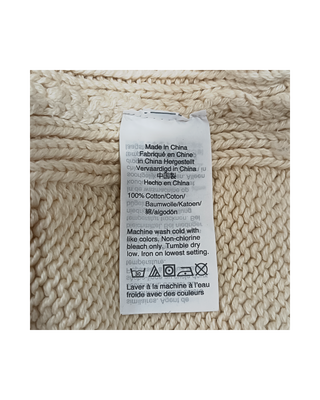 Made in China
Fabriqué en Chine
In China Hergestellt
Vervaardigd in China
中国製
Hecho en China
100% Cotton/Coton/
Baumwolle/Katoen/
綿/algodón
Machine wash cold with
like colors. Non-chlorine
bleach only. Tumble dry
low. Iron on lowest setting.
Laver à la machine à l'eau
froide avec des couleurs